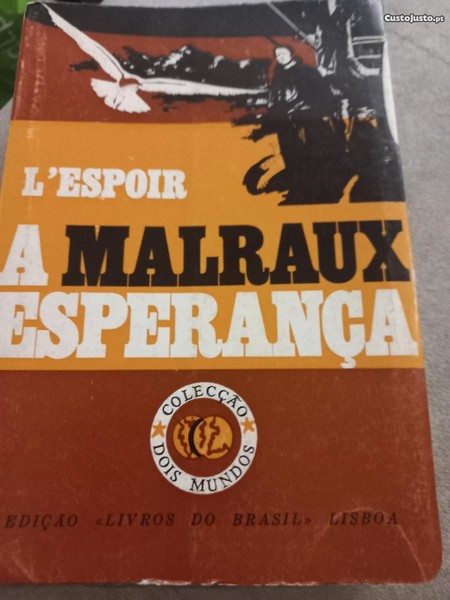 CustoJusto.pt
L'ESPOIR
A MALRAUX
ESPERANÇA
COLECÇÃO
DOIS MUNDOS
EDIÇÃO «LIVROS DO BRASIL» LISBOA